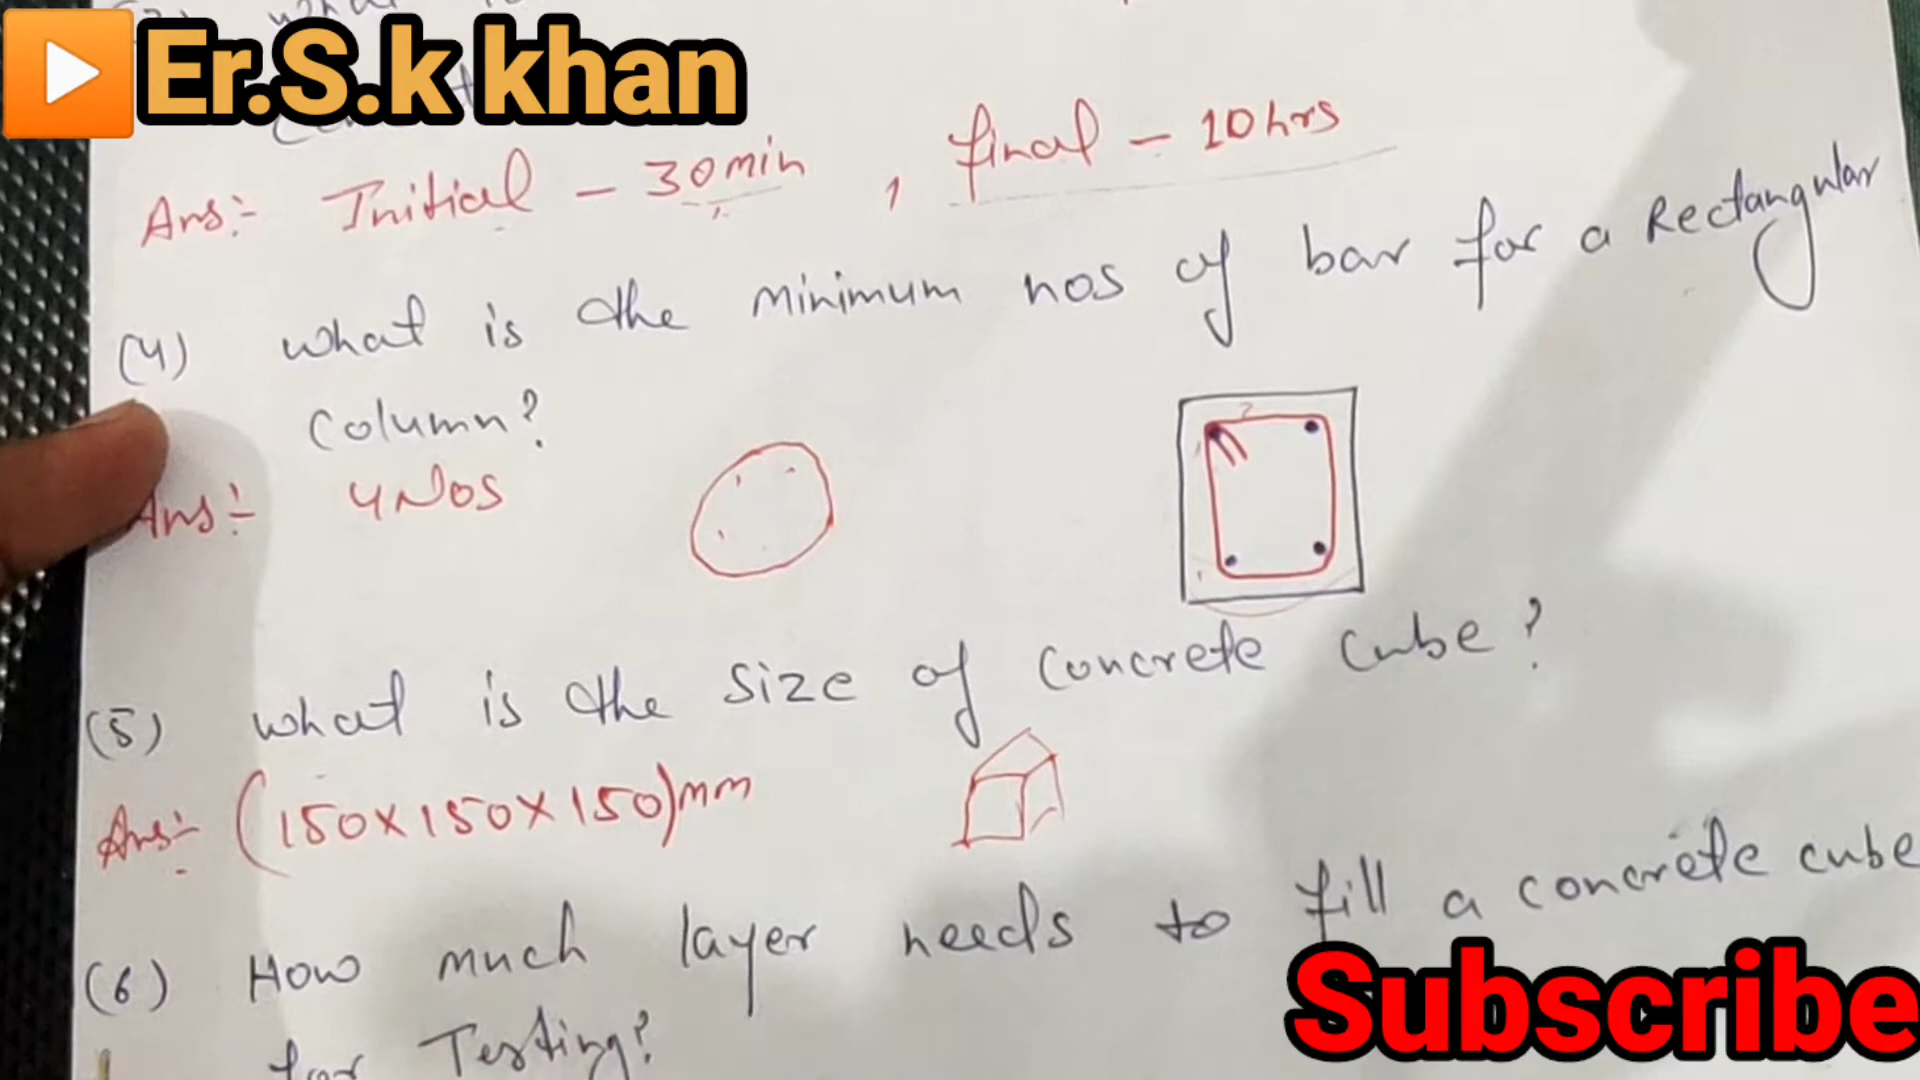 Er.S.k khan
Ans:- Initial - 30min , final - 10hrs
(4) what is the minimum nos of bar for a Rectangular
column?
Ans:- 4Nos
(5) what is the size of concrete cube?
Ans:- (150x150x150)mm
(6) How much layer needs to fill a concrete cube
for Testing?
Subscribe